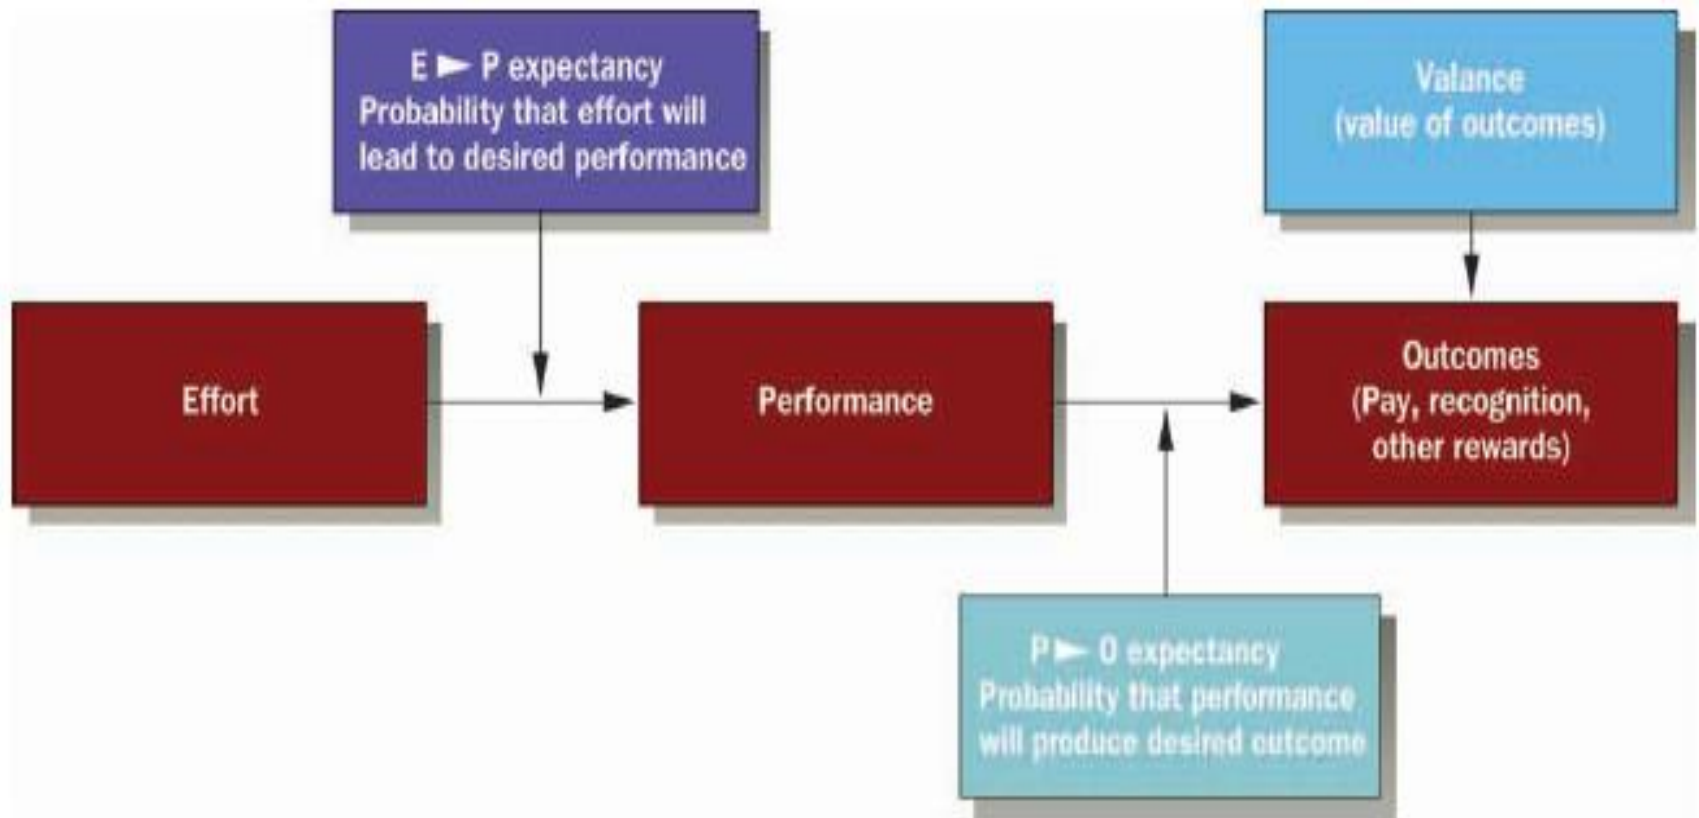 E ► P expectancy
Probability that effort will
lead to desired performance
Valance
(value of outcomes)
Effort
Performance
Outcomes
(Pay, recognition,
other rewards)
P ► O expectancy
Probability that performance
will produce desired outcome